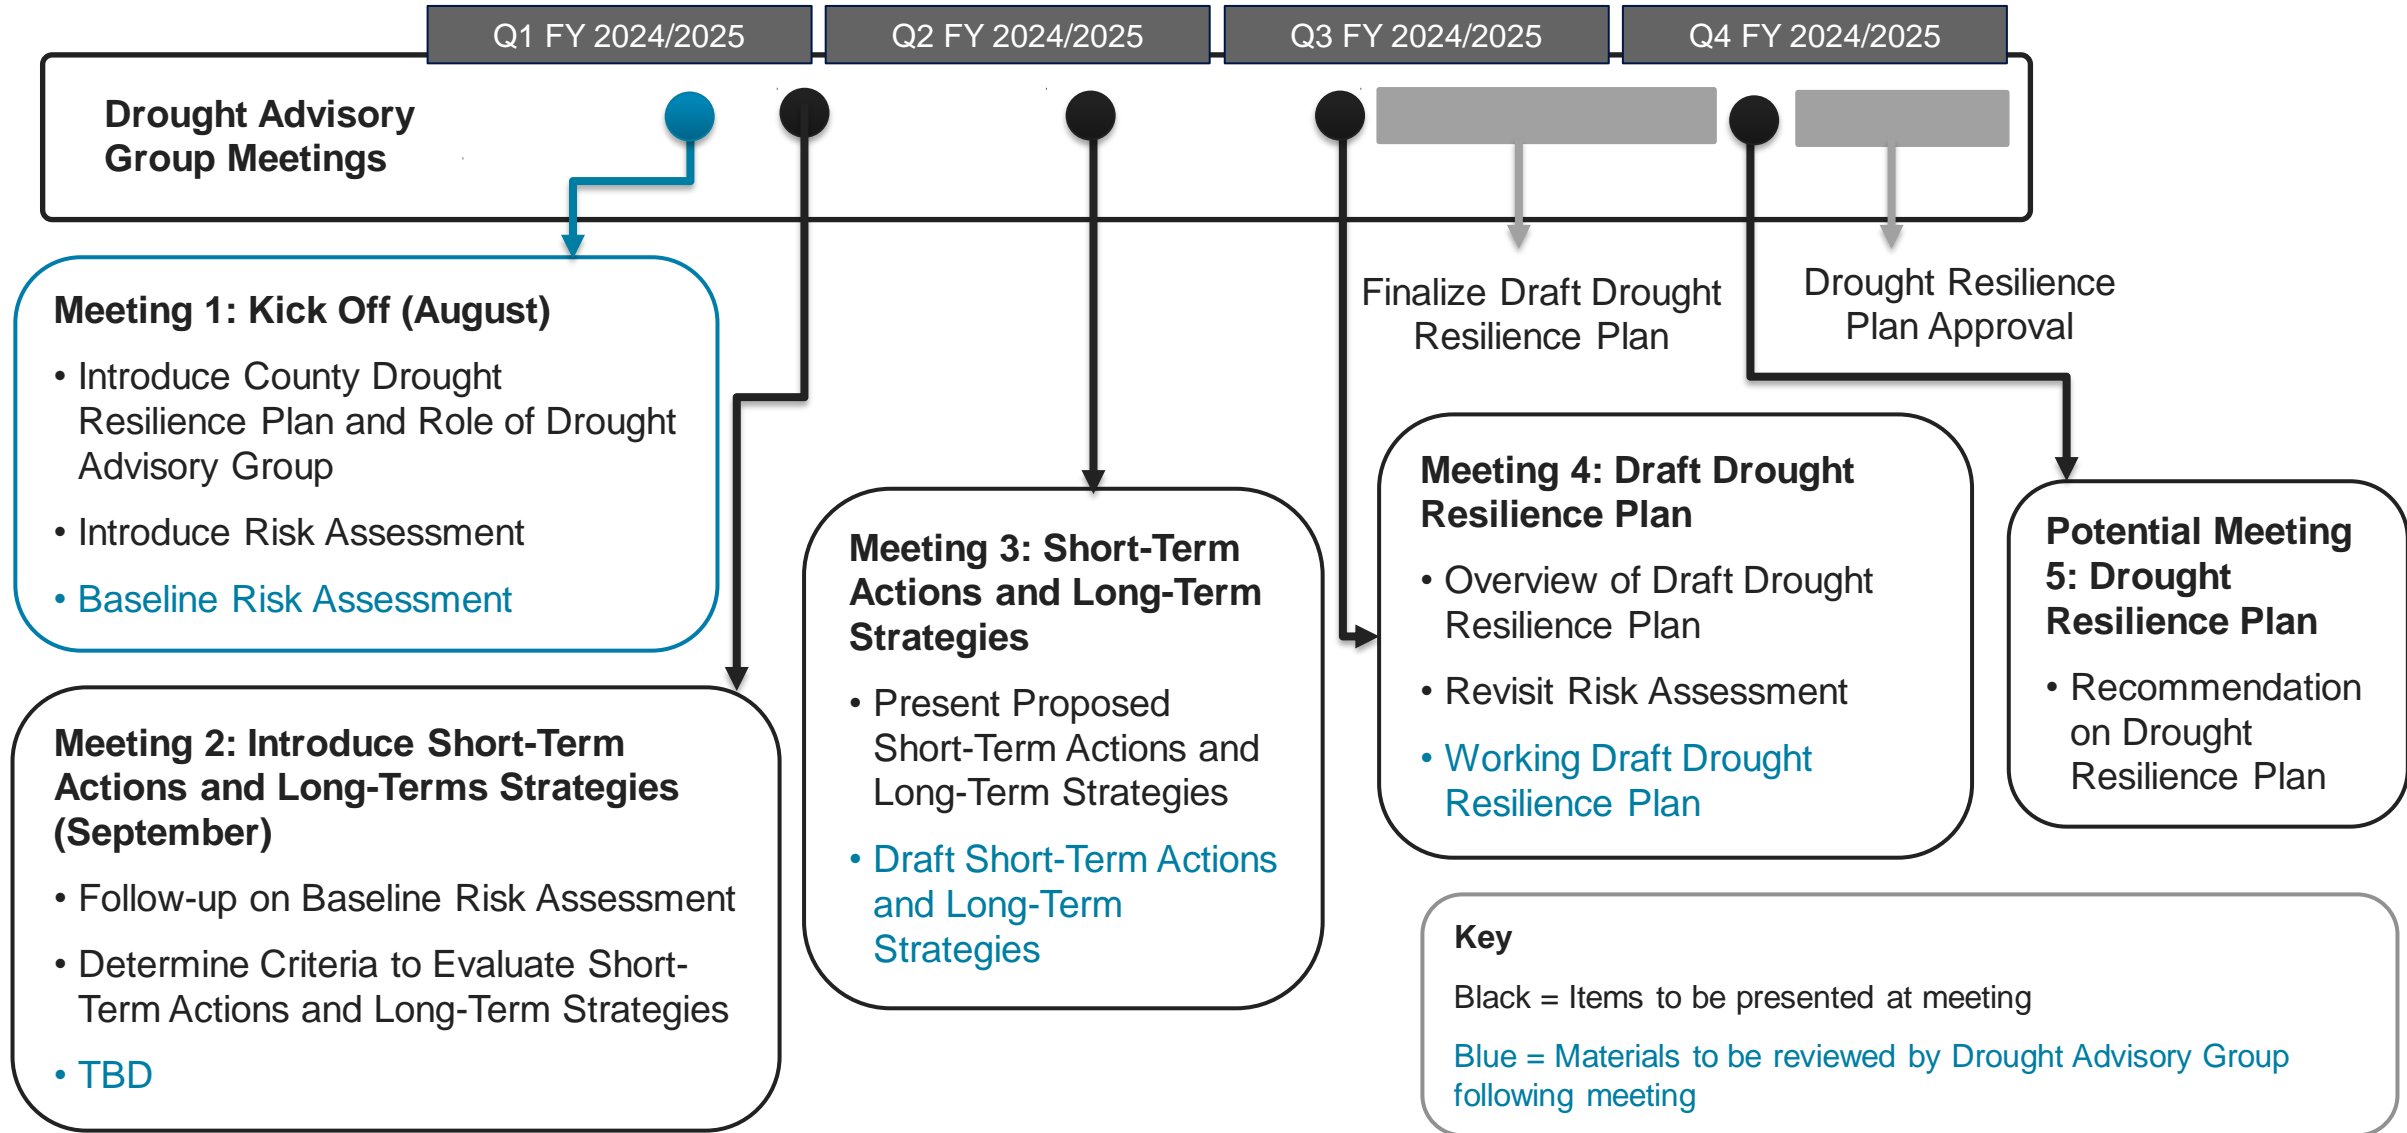 Q1 FY 2024/2025
Q2 FY 2024/2025
Q3 FY 2024/2025
Q4 FY 2024/2025
Drought Advisory
Group Meetings
Finalize Draft Drought
Resilience Plan
Drought Resilience
Plan Approval
Meeting 1: Kick Off (August)
• Introduce County Drought
Resilience Plan and Role of Drought
Advisory Group
• Introduce Risk Assessment
• Baseline Risk Assessment
Meeting 2: Introduce Short-Term
Actions and Long-Terms Strategies
(September)
• Follow-up on Baseline Risk Assessment
• Determine Criteria to Evaluate Short-
Term Actions and Long-Term Strategies
• TBD
Meeting 3: Short-Term
Actions and Long-Term
Strategies
• Present Proposed
Short-Term Actions and
Long-Term Strategies
• Draft Short-Term Actions
and Long-Term
Strategies
Meeting 4: Draft Drought
Resilience Plan
• Overview of Draft Drought
Resilience Plan
• Revisit Risk Assessment
• Working Draft Drought
Resilience Plan
Potential Meeting
5: Drought
Resilience Plan
• Recommendation
on Drought
Resilience Plan
Key
Black = Items to be presented at meeting
Blue = Materials to be reviewed by Drought Advisory Group
following meeting